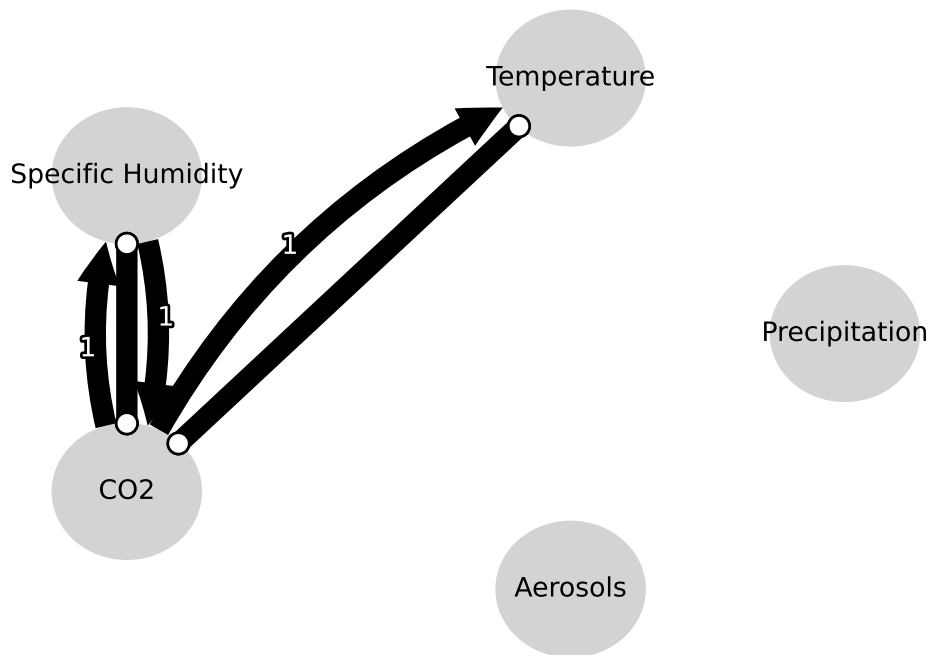 Temperature
Specific Humidity
1
1
1
Precipitation
CO2
Aerosols